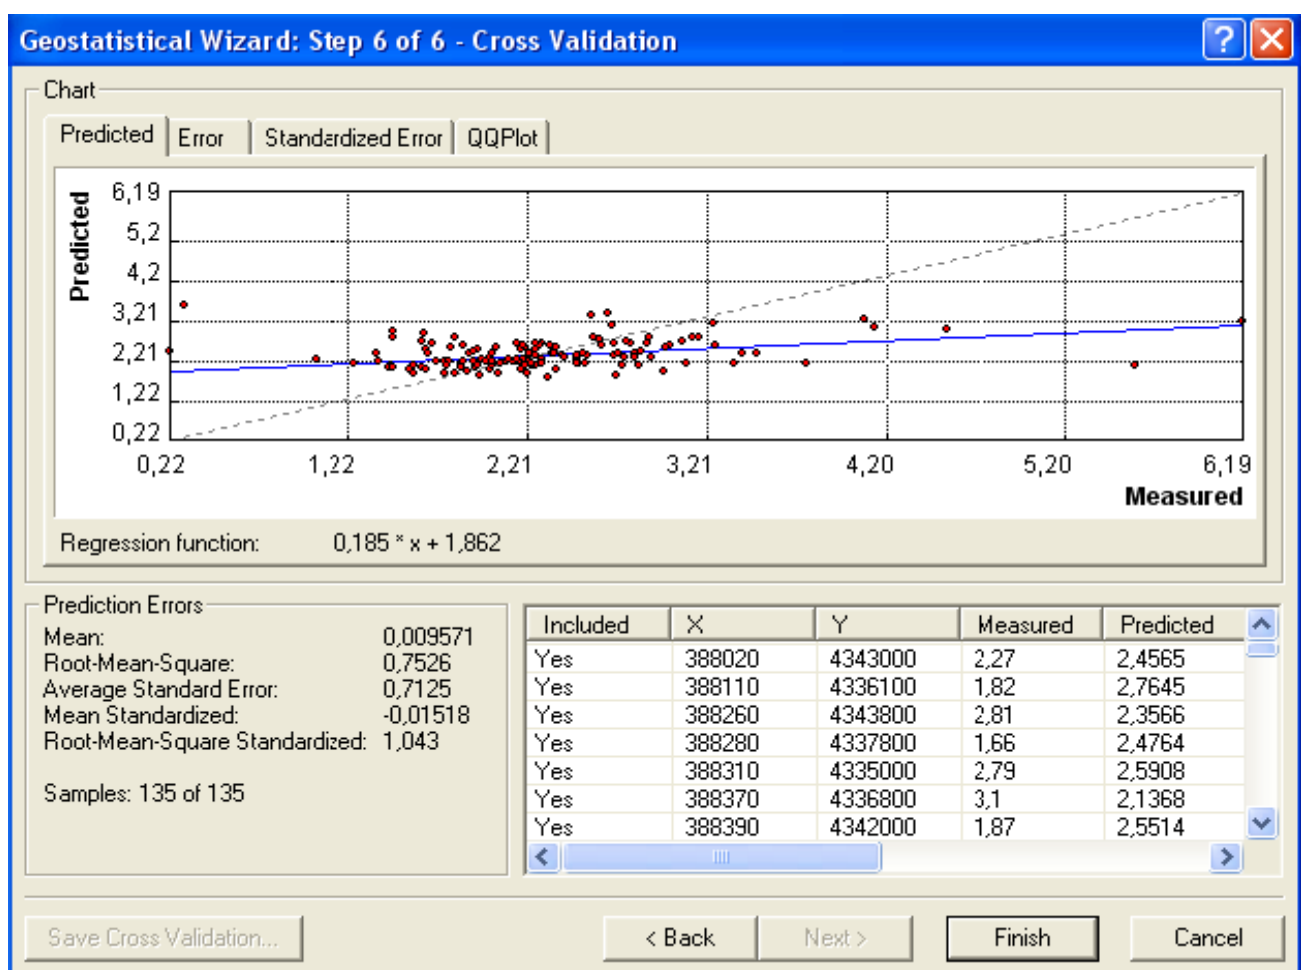 Geostatistical Wizard: Step 6 of 6 - Cross Validation
Chart
Predicted Error Standardized Error QQPlot
Predicted
6,19
5,2
4,2
3,21
2,21
1,22
0,22
0,22 1,22 2,21 3,21 4,20 5,20 6,19
Measured
Regression function: 0,185 * x + 1,862
Prediction Errors
Mean: 0,009571
Root-Mean-Square: 0,7526
Average Standard Error: 0,7125
Mean Standardized: -0,01518
Root-Mean-Square Standardized: 1,043
Samples: 135 of 135
Included X Y Measured Predicted
Yes 388020 4343000 2,27 2,4565
Yes 388110 4336100 1,82 2,7645
Yes 388260 4343800 2,81 2,3566
Yes 388280 4337800 1,66 2,4764
Yes 388310 4335000 2,79 2,5908
Yes 388370 4336800 3,1 2,1368
Yes 388390 4342000 1,87 2,5514
Save Cross Validation... < Back Next > Finish Cancel